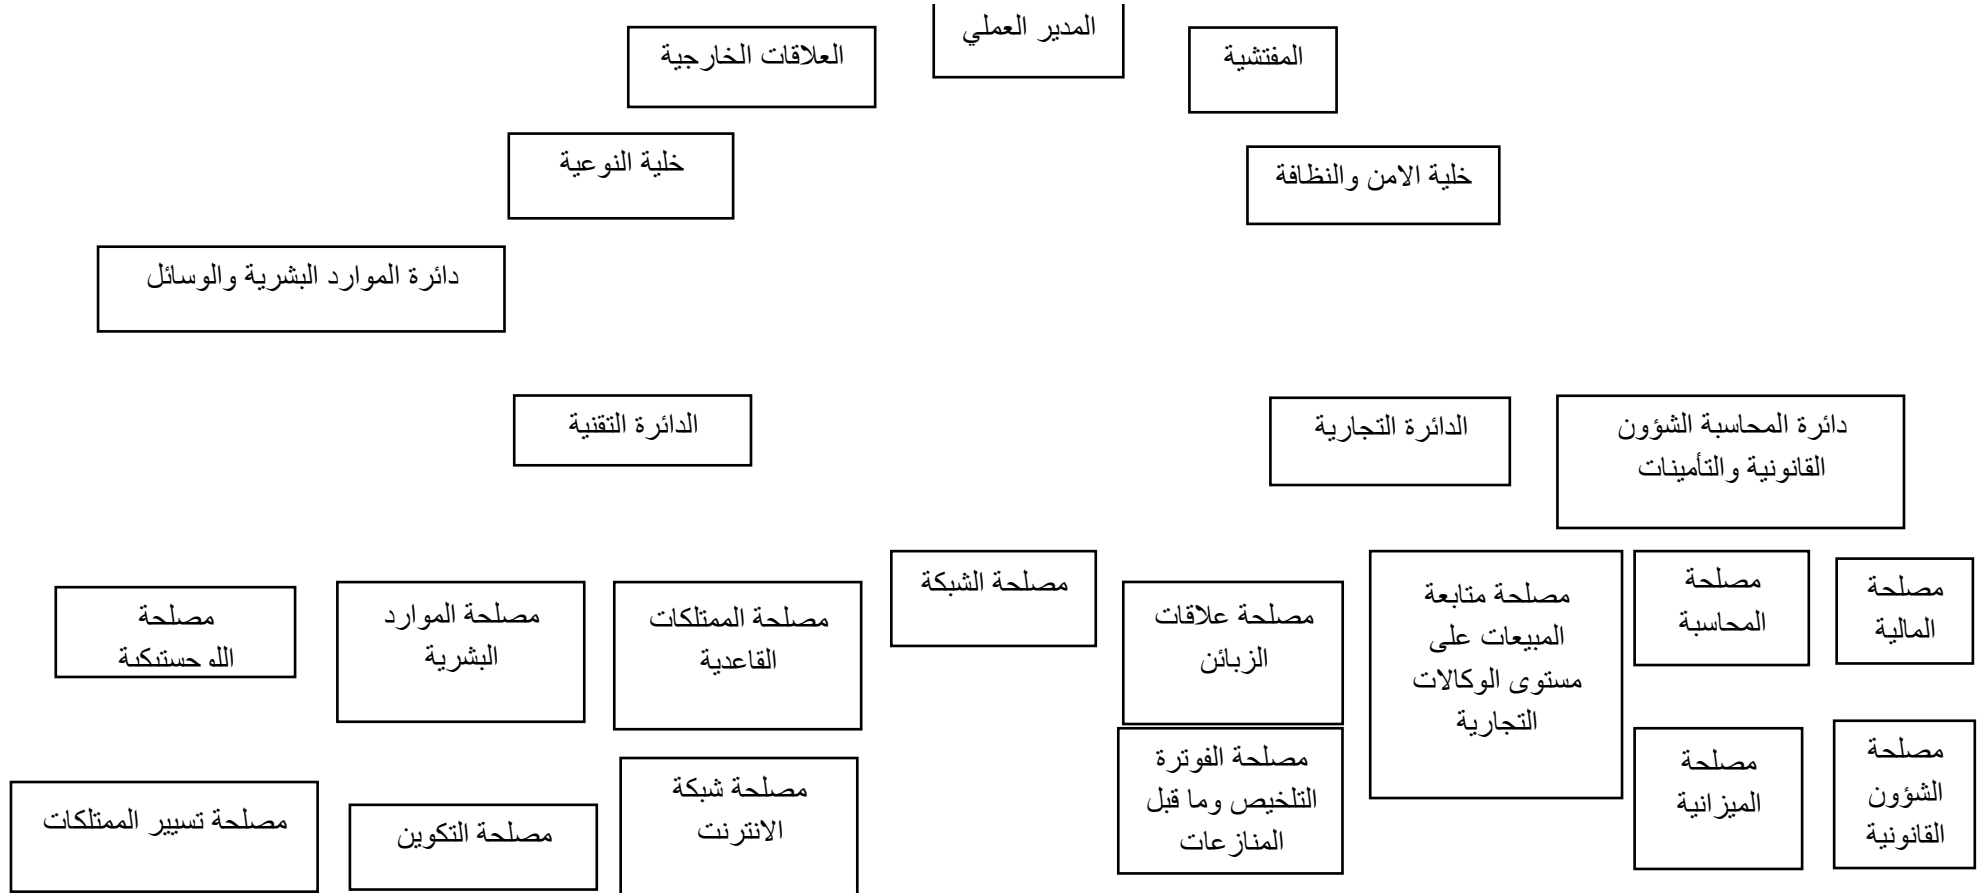 المدير العملي
المفتشية
العلاقات الخارجية
خلية الامن والنظافة
خلية النوعية
دائرة الموارد البشرية والوسائل
دائرة المحاسبة الشؤون
القانونية والتأمينات
الدائرة التجارية
الدائرة التقنية
مصلحة
المالية
مصلحة
المحاسبة
مصلحة متابعة
المبيعات على
مستوى الوكالات
التجارية
مصلحة علاقات
الزبائن
مصلحة الشبكة
مصلحة الممتلكات
القاعدية
مصلحة الموارد
البشرية
مصلحة
اللوجستيكية
مصلحة
الشؤون
القانونية
مصلحة
الميزانية
مصلحة الفوترة
التلخيص وما قبل
المنازعات
مصلحة شبكة
الانترنت
مصلحة التكوين
مصلحة تسيير الممتلكات